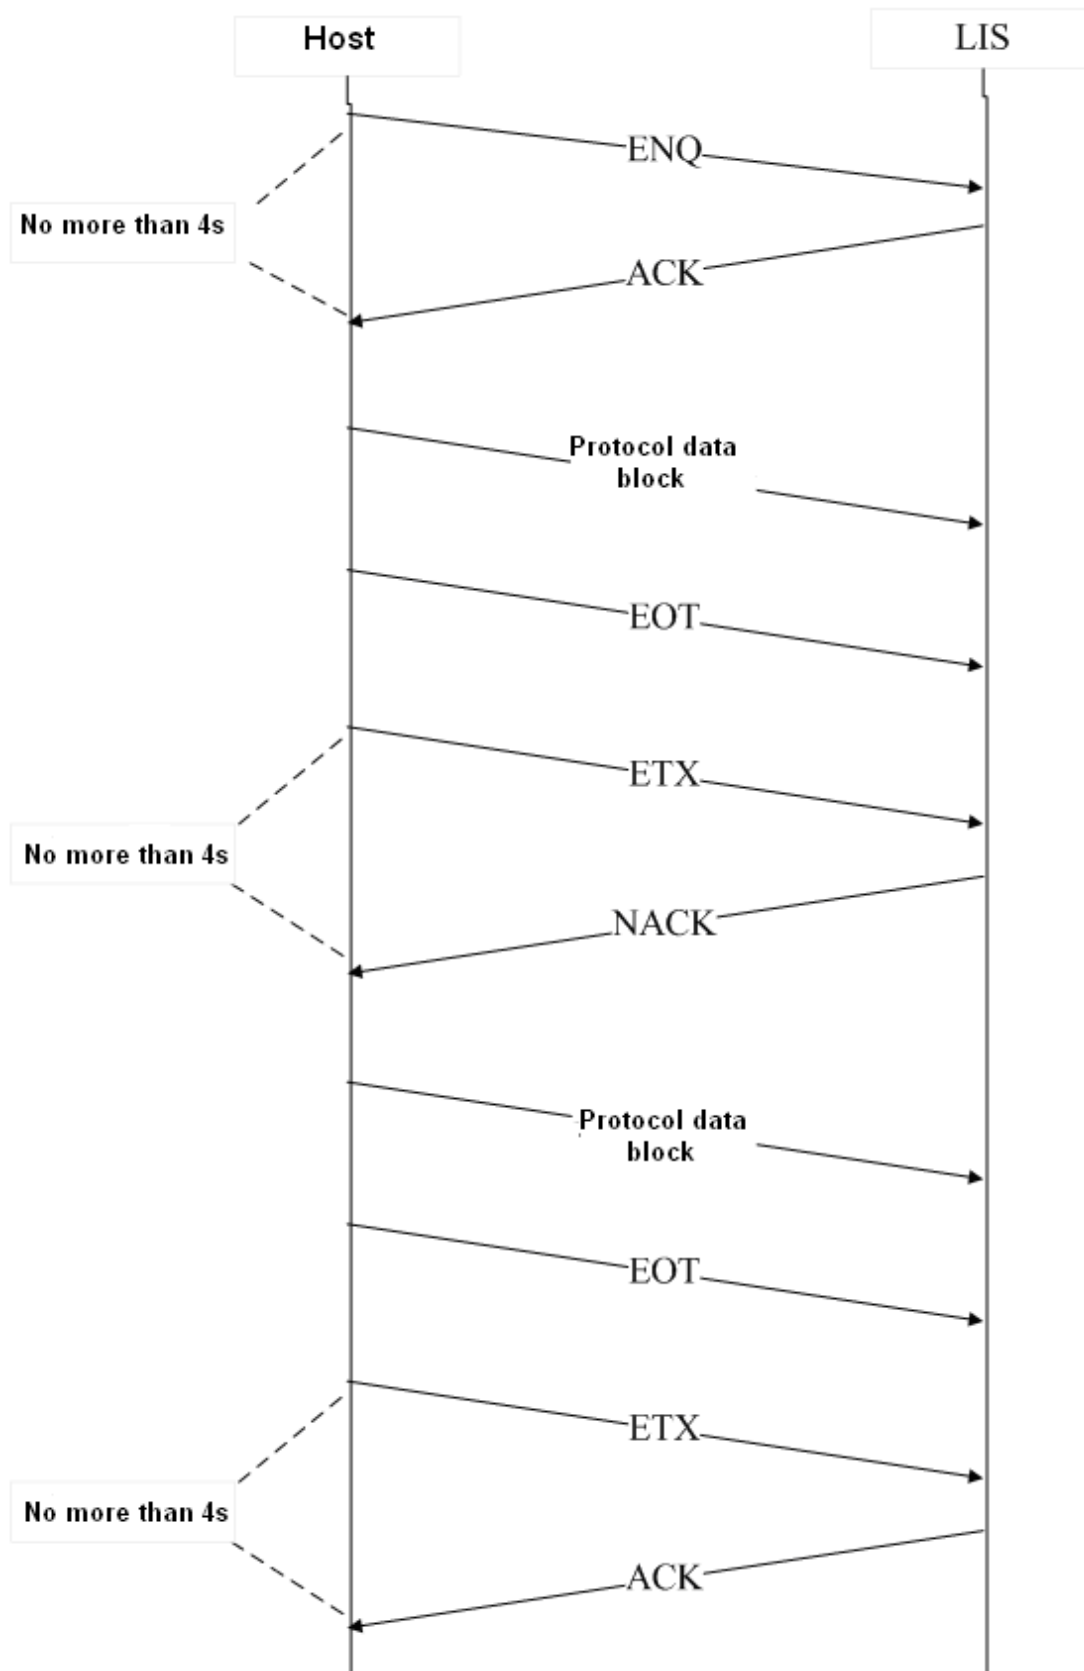 Host
LIS
ENQ
No more than 4s
ACK
Protocol data
block
EOT
ETX
No more than 4s
NACK
Protocol data
block
EOT
ETX
No more than 4s
ACK